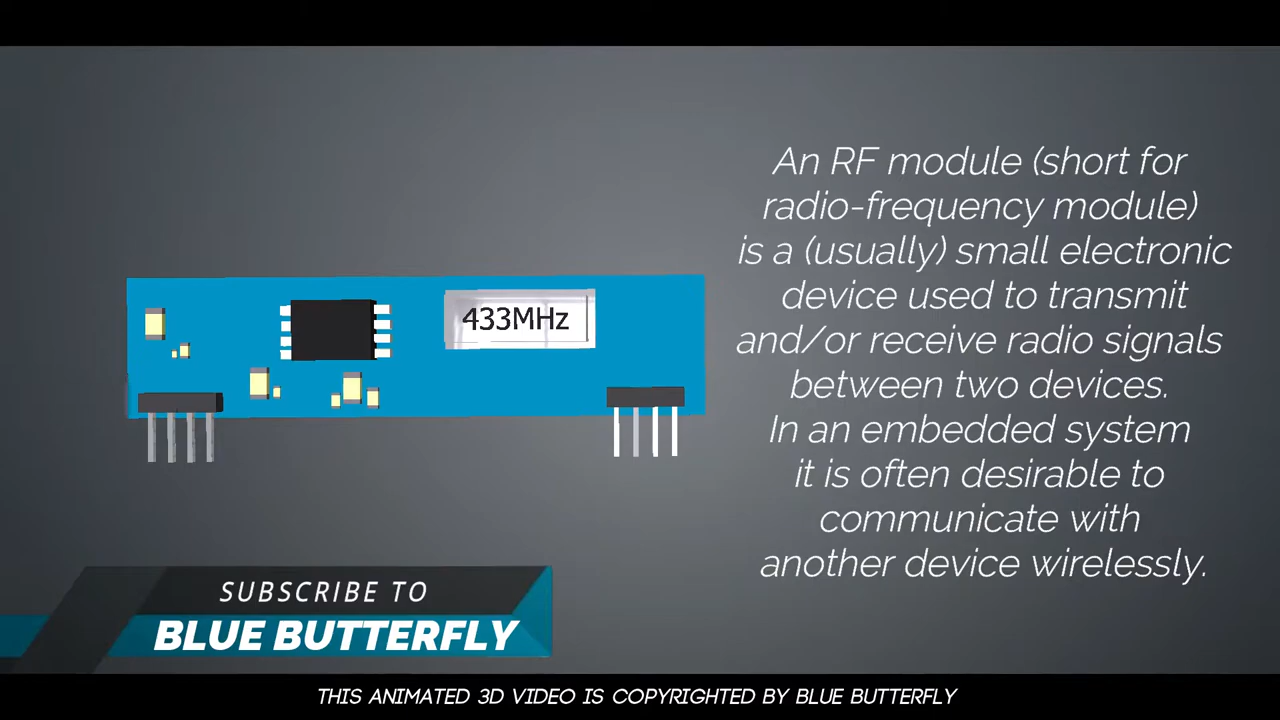 433MHz
An RF module (short for
radio-frequency module)
is a (usually) small electronic
device used to transmit
and/or receive radio signals
between two devices.
In an embedded system
it is often desirable to
communicate with
another device wirelessly.
SUBSCRIBE TO
BLUE BUTTERFLY
THIS ANIMATED 3D VIDEO IS COPYRIGHTED BY BLUE BUTTERFLY